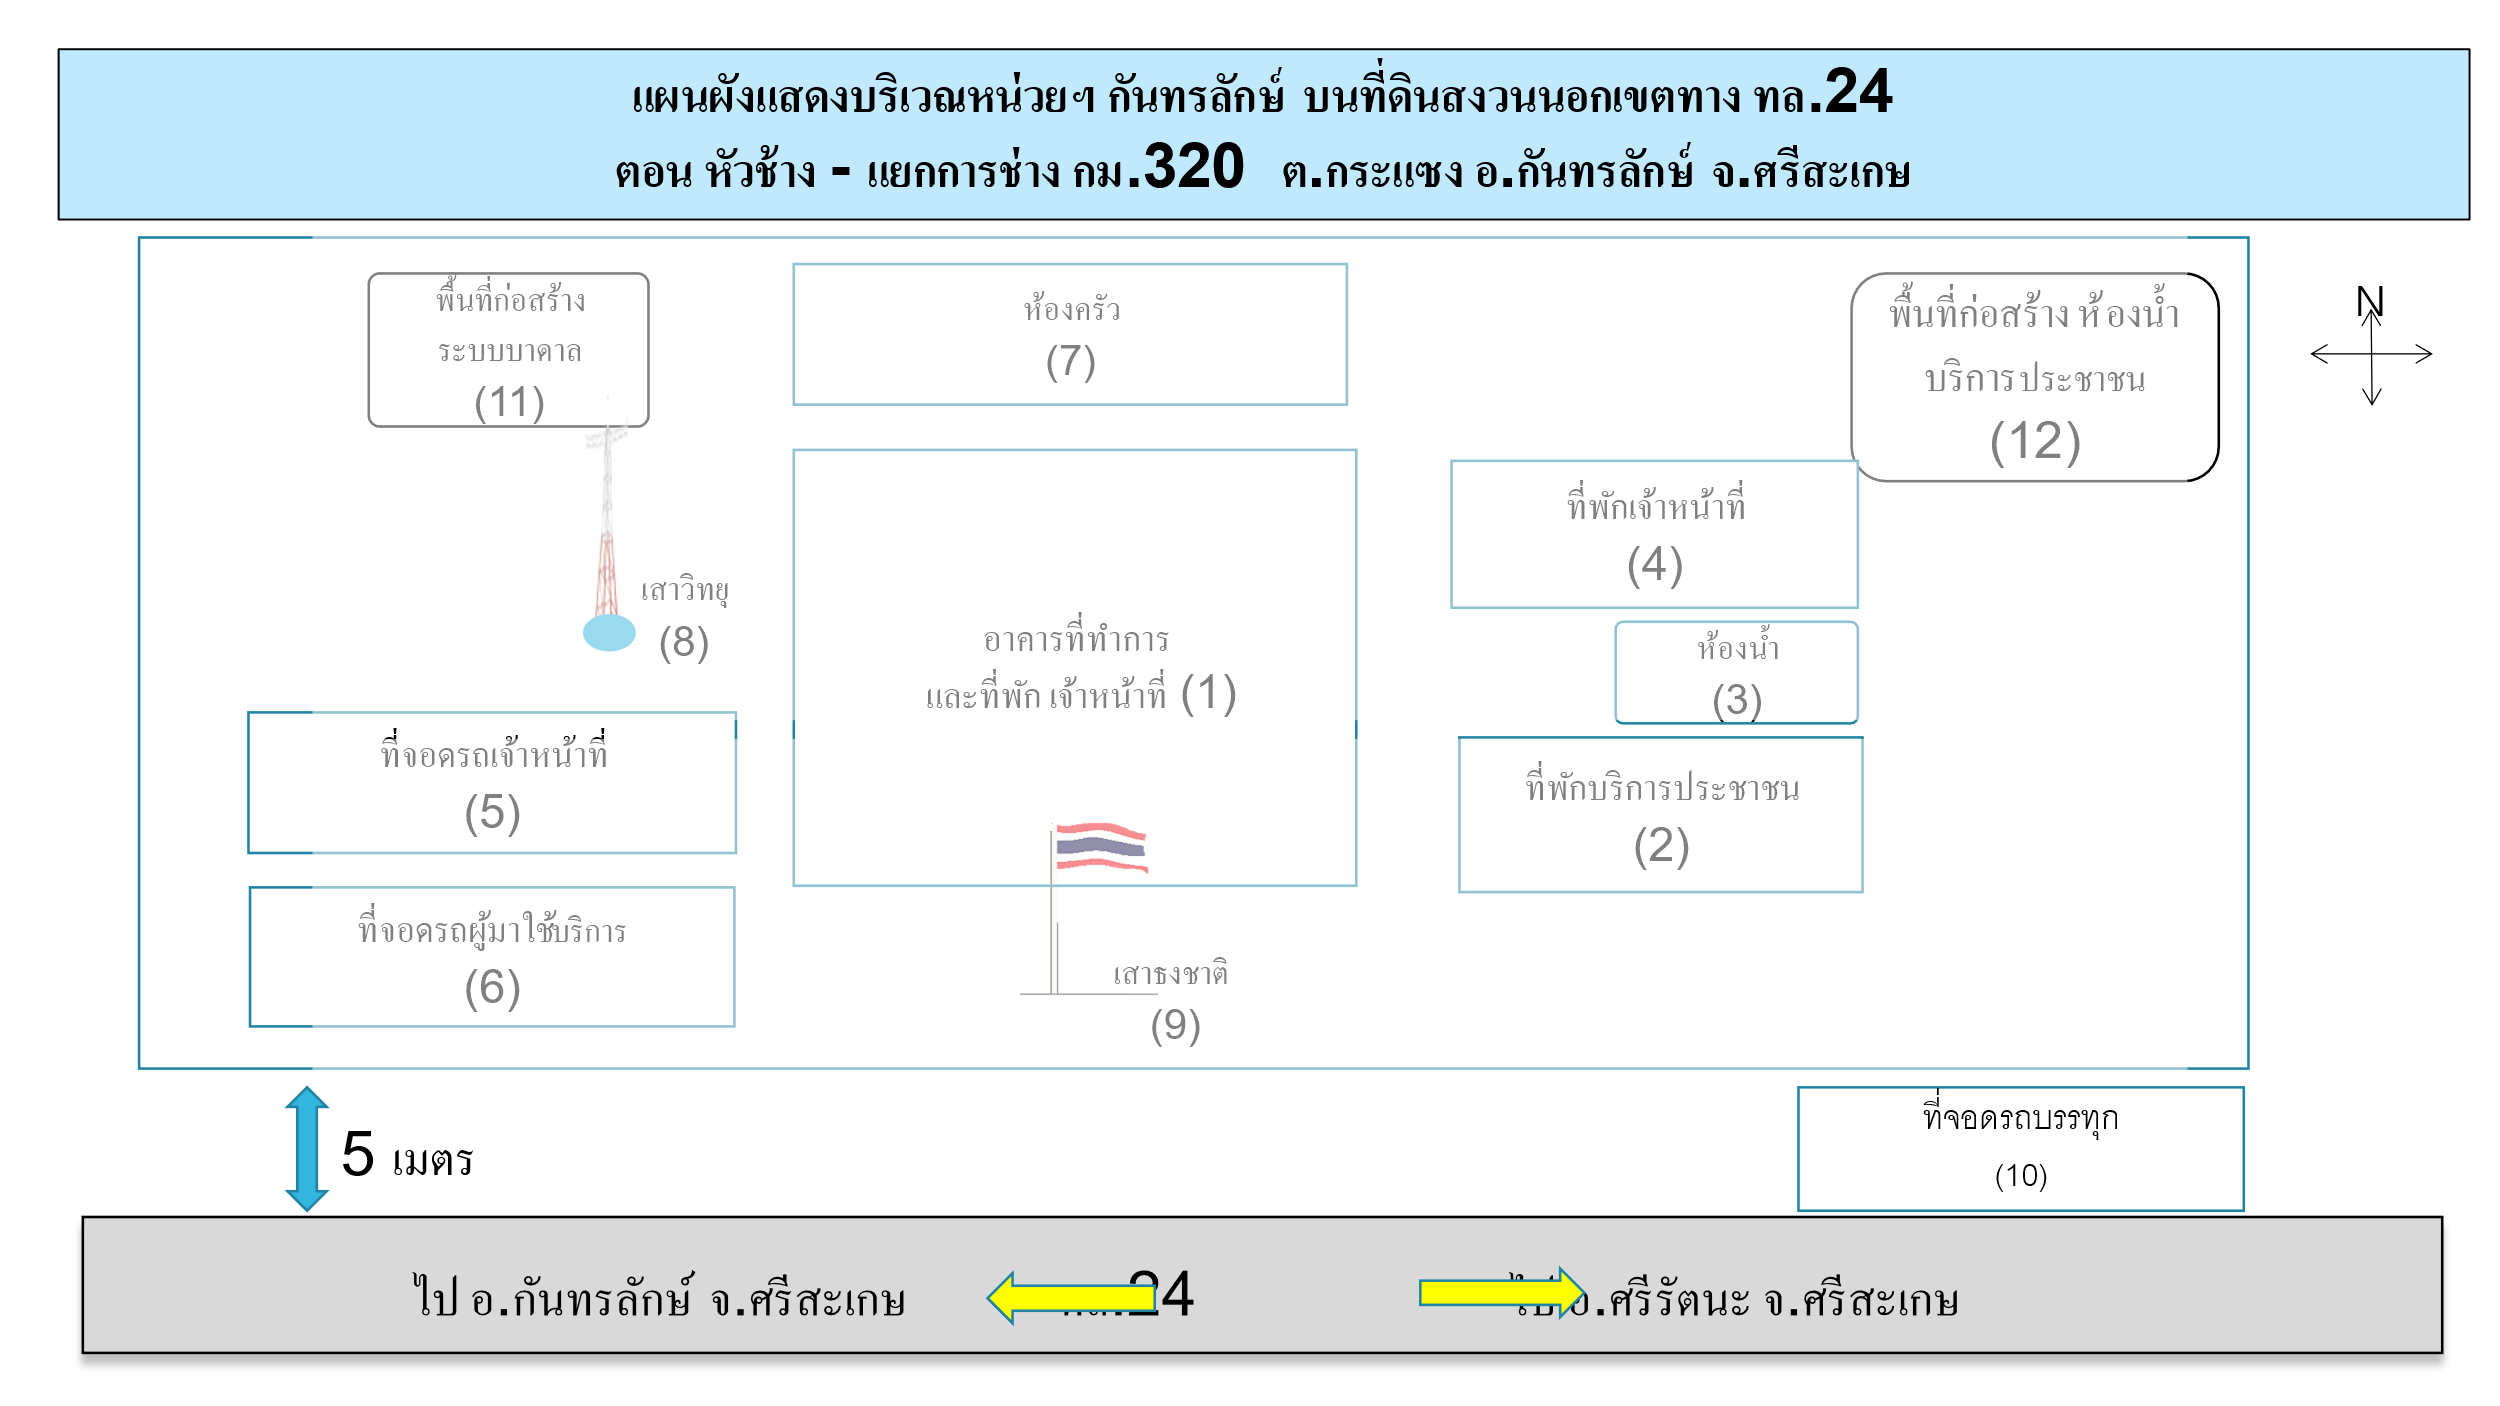 แผนผังแสดงบริเวณหน่วยฯ กันทรลักษ์ บนที่ดินสงวนนอกเขตทาง ทล.24
ตอน หัวช้าง - แยกการช่าง กม.320 ต.กระแซง อ.กันทรลักษ์ จ.ศรีสะเกษ
N
พื้นที่ก่อสร้าง
ระบบบาดาล
(11)
ห้องครัว
(7)
พื้นที่ก่อสร้าง ห้องน้ำ
บริการประชาชน
(12)
ที่พักเจ้าหน้าที่
(4)
เสาวิทยุ
(8)
อาคารที่ทำการ
และที่พัก เจ้าหน้าที่ (1)
ห้องน้ำ
(3)
ที่จอดรถเจ้าหน้าที่
(5)
ที่พักบริการประชาชน
(2)
ที่จอดรถผู้มาใช้บริการ
(6)
เสาธงชาติ
(9)
5 เมตร
ที่จอดรถบรรทุก
(10)
ไป อ.กันทรลักษ์ จ.ศรีสะเกษ ทล.24 ไป อ.ศรีรัตนะ จ.ศรีสะเกษ